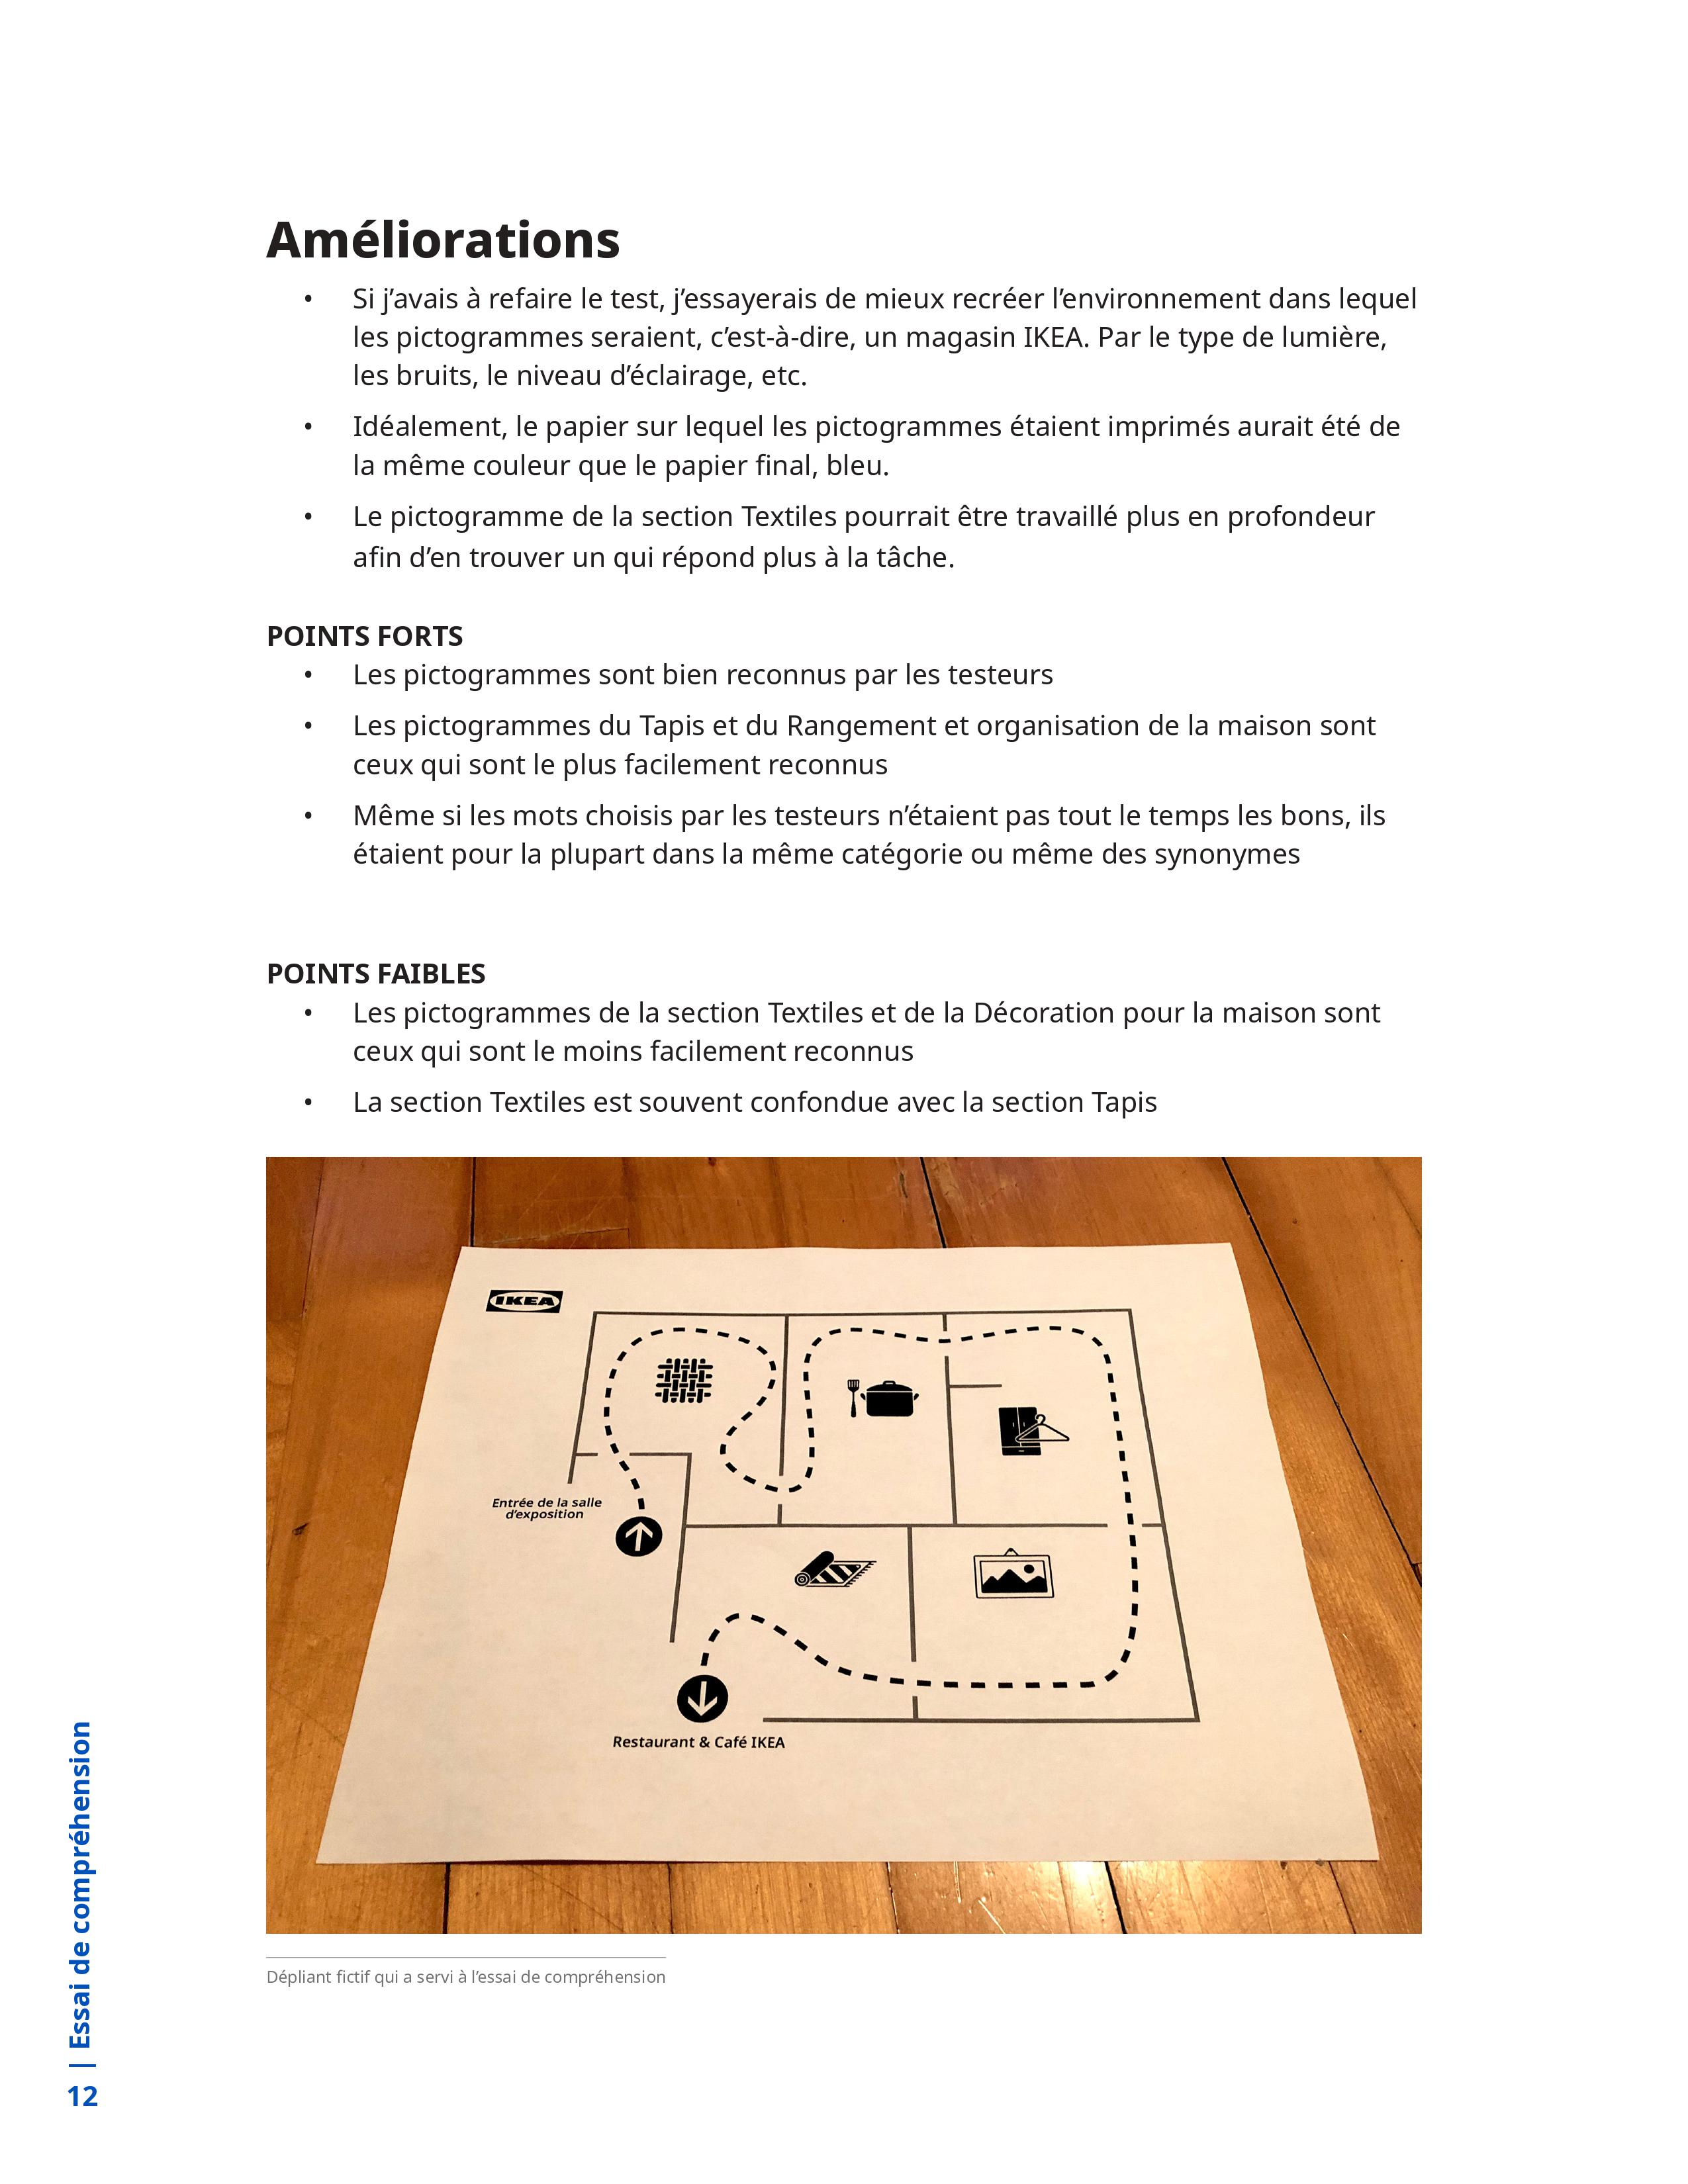 Améliorations
• Si j’avais à refaire le test, j’essayerais de mieux recréer l’environnement dans lequel
les pictogrammes seraient, c’est-à-dire, un magasin IKEA. Par le type de lumière,
les bruits, le niveau d’éclairage, etc.
• Idéalement, le papier sur lequel les pictogrammes étaient imprimés aurait été de
la même couleur que le papier final, bleu.
• Le pictogramme de la section Textiles pourrait être travaillé plus en profondeur
afin d’en trouver un qui répond plus à la tâche.
POINTS FORTS
• Les pictogrammes sont bien reconnus par les testeurs
• Les pictogrammes du Tapis et du Rangement et organisation de la maison sont
ceux qui sont le plus facilement reconnus
• Même si les mots choisis par les testeurs n’étaient pas tout le temps les bons, ils
étaient pour la plupart dans la même catégorie ou même des synonymes
POINTS FAIBLES
• Les pictogrammes de la section Textiles et de la Décoration pour la maison sont
ceux qui sont le moins facilement reconnus
• La section Textiles est souvent confondue avec la section Tapis
IKEA
Entrée de la salle
d’exposition
Restaurant & Café IKEA
Dépliant fictif qui a servi à l’essai de compréhension
12 | Essai de compréhension